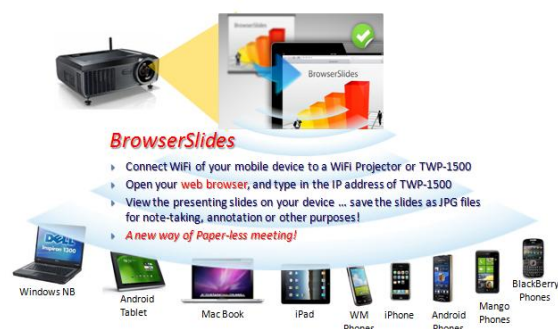 BrowserSlides
BrowserSlides
Connect WiFi of your mobile device to a WiFi Projector or TWP-1500
Open your web browser, and type in the IP address of TWP-1500
View the presenting slides on your device ... save the slides as JPG files
for note-taking, annotation or other purposes!
A new way of Paper-less meeting!
DELL
Windows NB
Android
Tablet
Mac Book
iPad
WM
Phones
iPhone
Android
Phones
Mango
Phones
BlackBerry
Phones